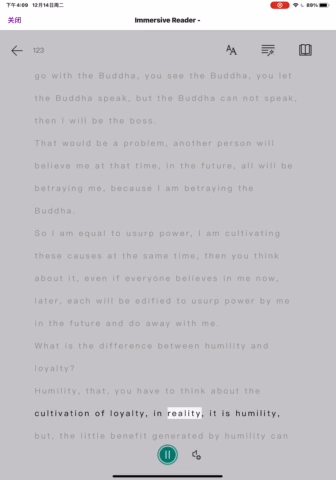 下午4:09 12月14日周二
89%
关闭
Immersive Reader
123
AA
go with the Buddha, you see the Buddha, you let
the Buddha speak, but the Buddha can not speak,
then I will be the boss.
That would be a problem, another person will
believe me at that time, in the future, all will be
betraying me, because I am betraying the
Buddha.
So I am equal to usurp power, I am cultivating
these causes at the same time, then you think
about it, even if everyone believes in me now,
later, each will be edified to usurp power by me
in the future and do away with me.
What is the difference between humility and
loyalty?
Humility, that, you have to think about the
cultivation of loyalty, in reality, it is humility,
but, the little benefit generated by humility can